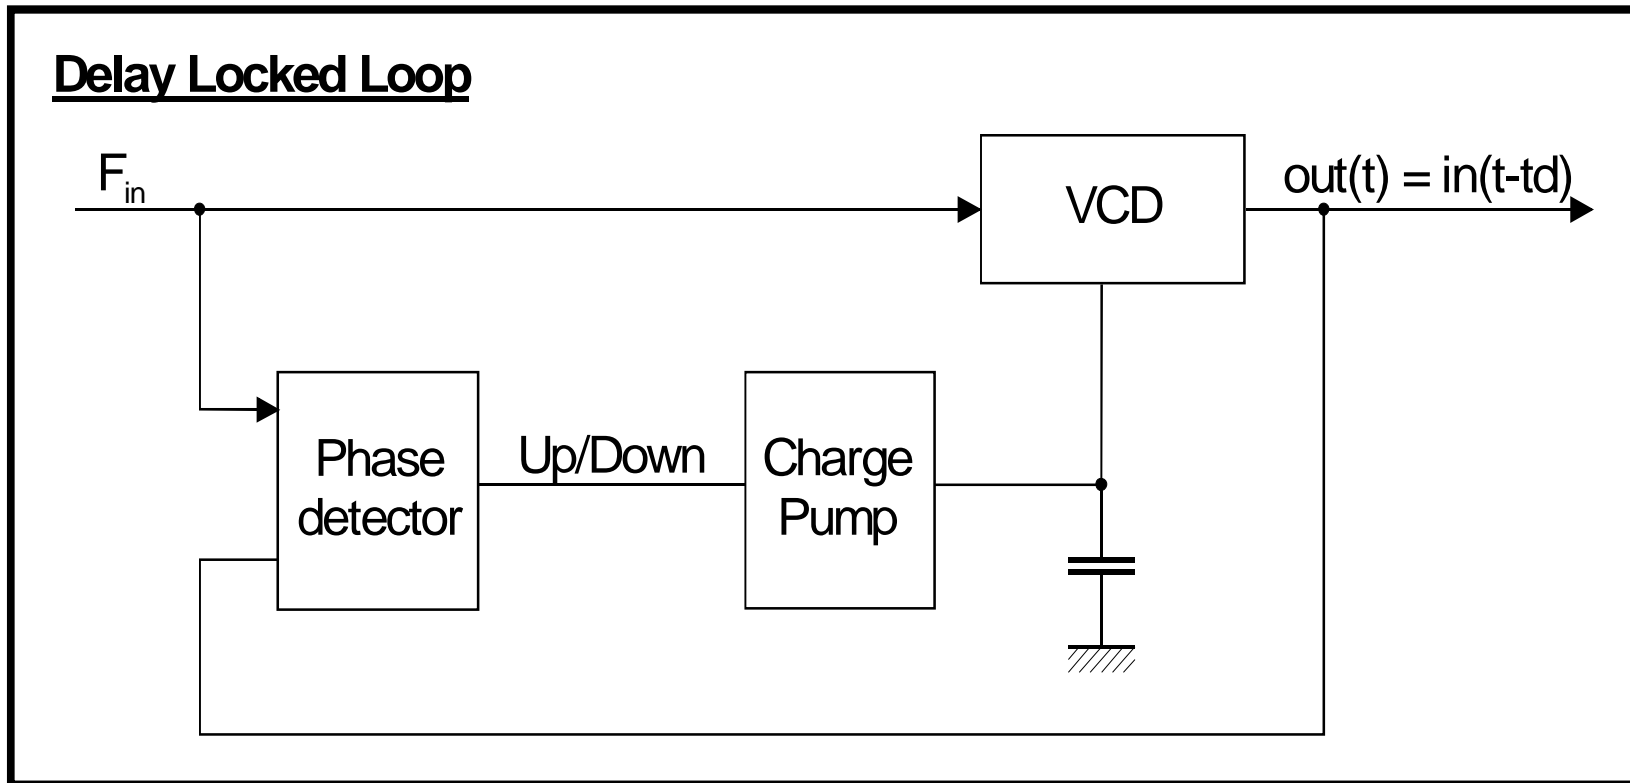 Delay Locked Loop
Fin
VCD
out(t) = in(t-td)
Phase
detector
Up/Down
Charge
Pump